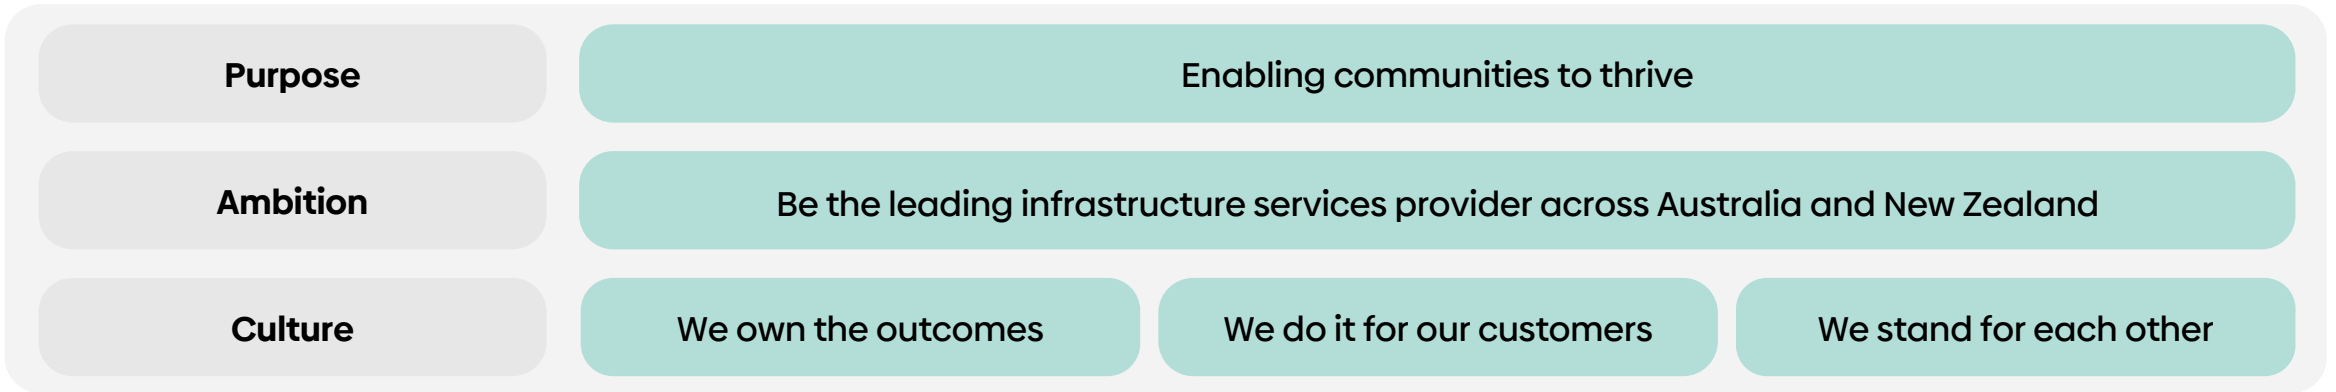 Purpose
Enabling communities to thrive
Ambition
Be the leading infrastructure services provider across Australia and New Zealand
Culture
We own the outcomes
We do it for our customers
We stand for each other